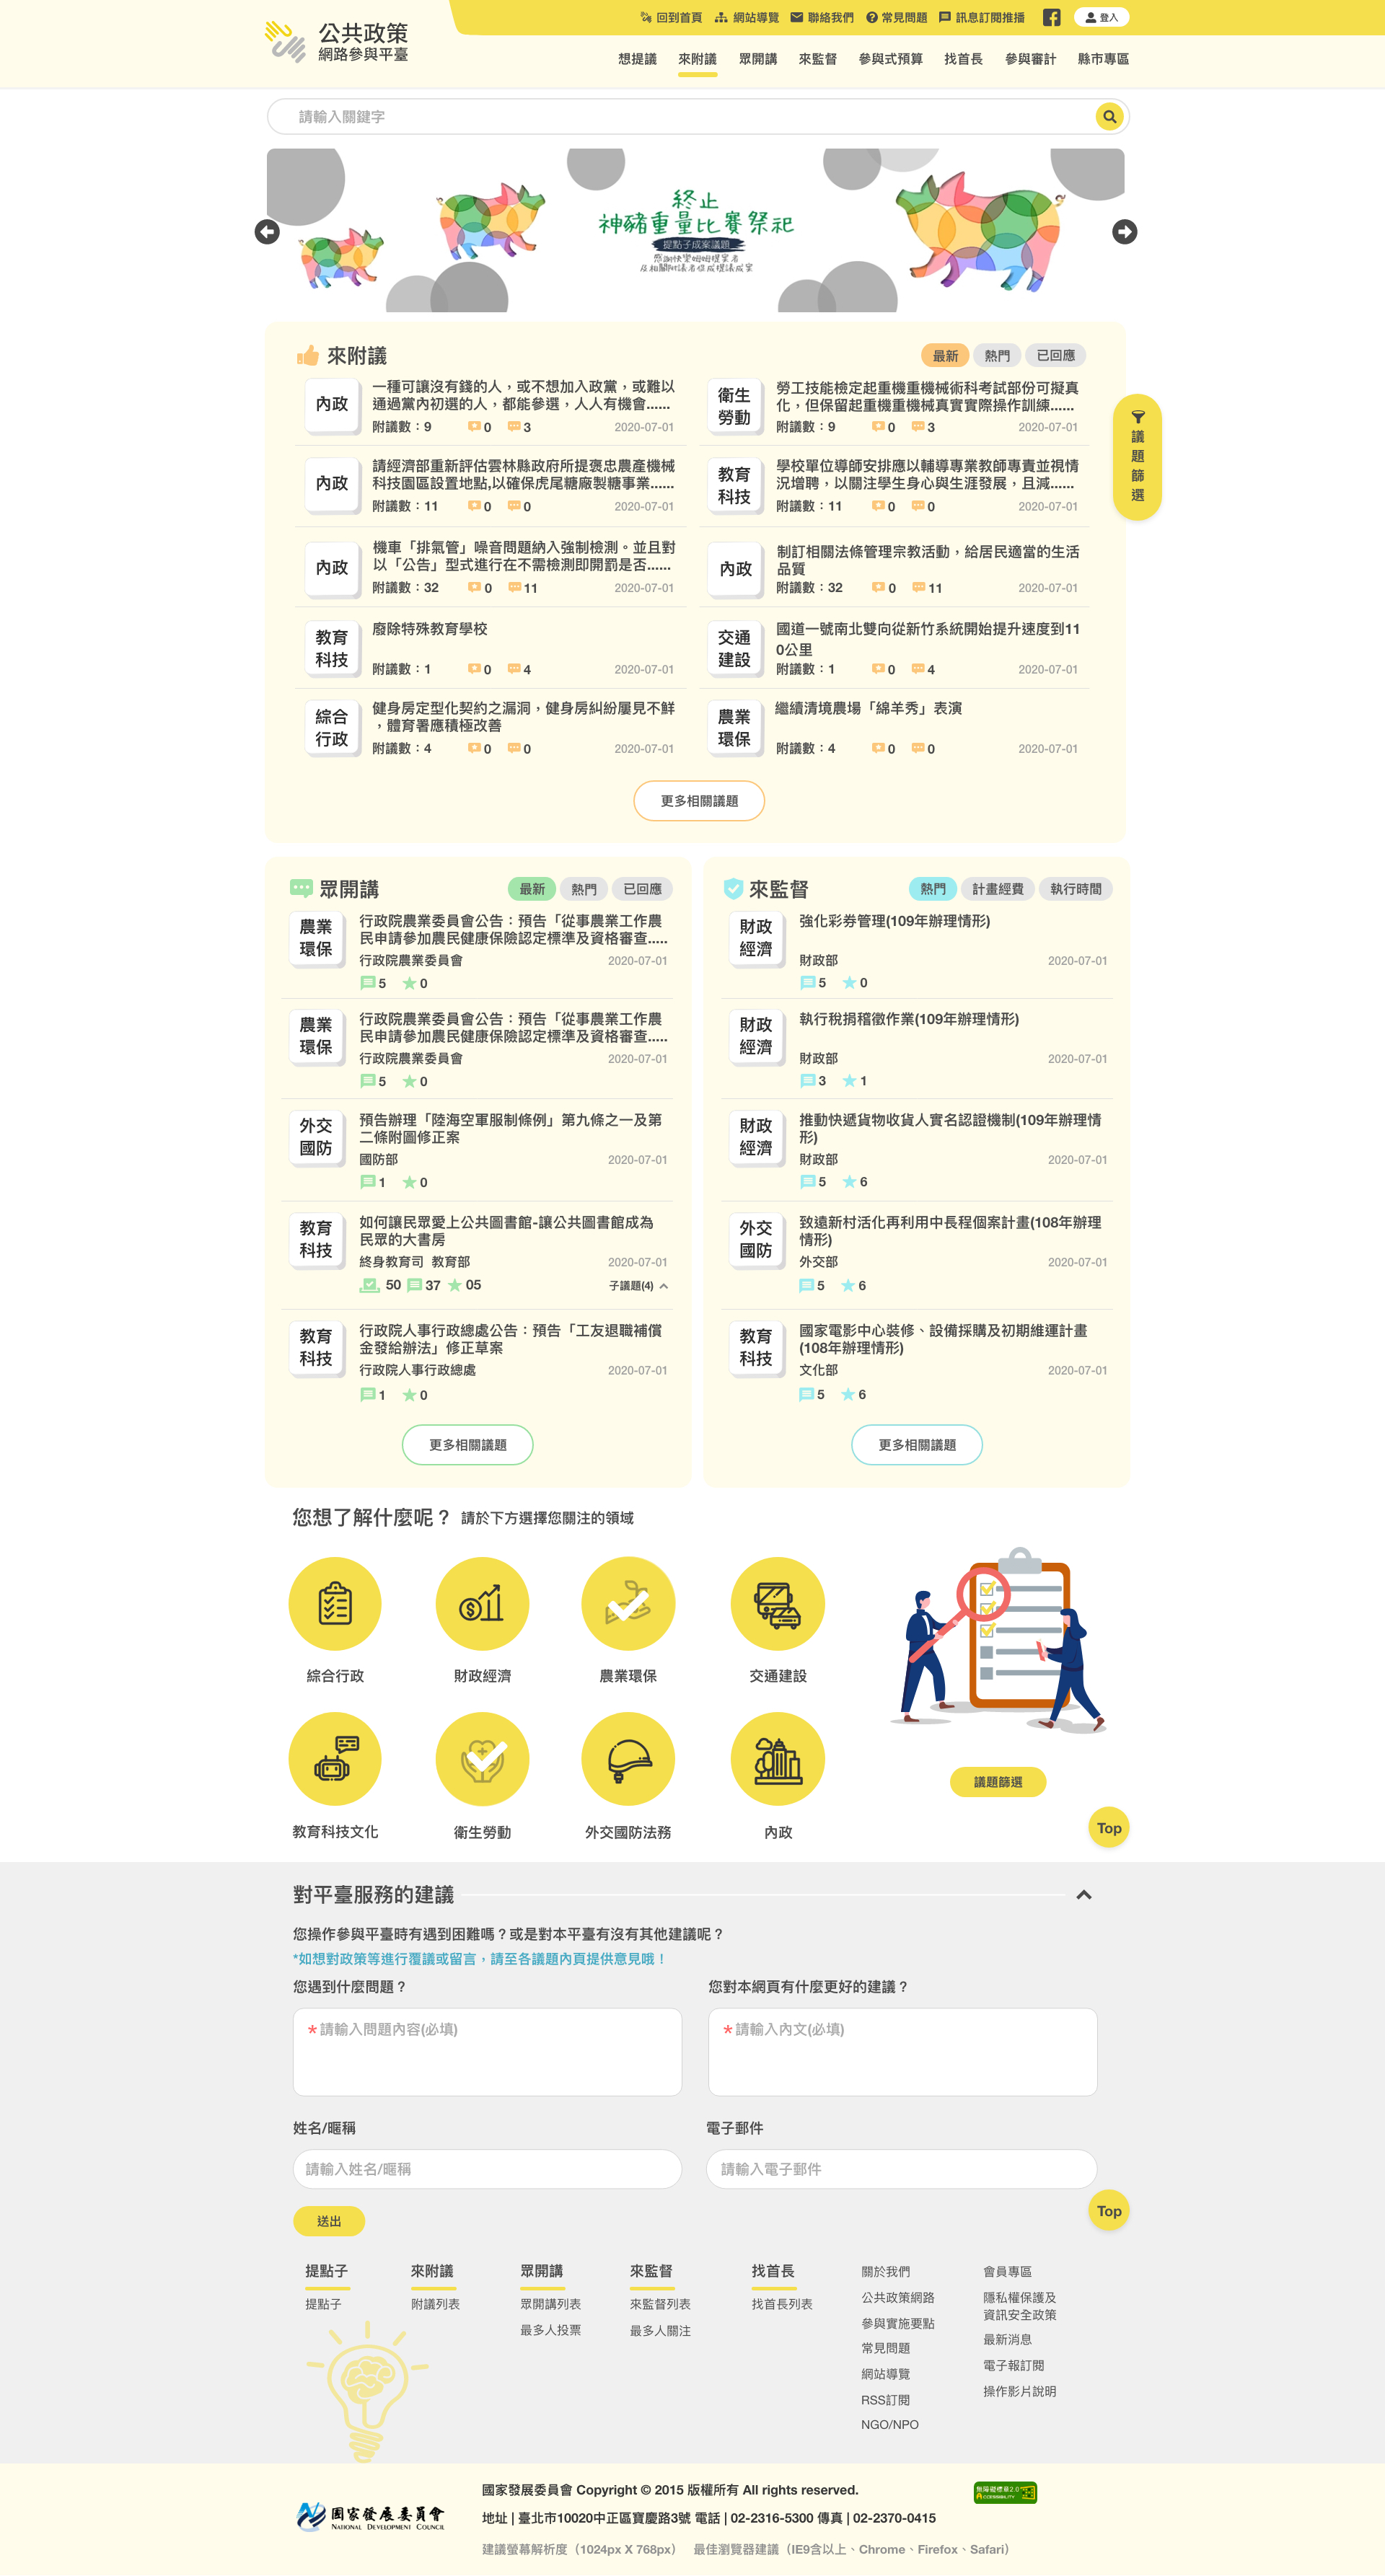 公共政策
網路參與平臺
回到首頁 網站導覽 聯絡我們 常見問題 訊息訂閱推播 登入
想提議 來附議 眾開講 來監督 參與式預算 找首長 參與審計 縣市專區
請輸入關鍵字
終止
神豬重量比賽祭祀
提點子成案議題
感謝快樂姆姆提案者
及相關附議者促成提議成案
來附議
最新 熱門 已回應
議題篩選
內政
一種可讓沒有錢的人，或不想加入政黨，或難以
通過黨內初選的人，都能參選，人人有機會......
附議數：9 0 3 2020-07-01
衛生
勞動
勞工技能檢定起重機重機械術科考試部份可擬真
化，但保留起重機重機械真實實際操作訓練......
附議數：9 0 3 2020-07-01
內政
請經濟部重新評估雲林縣政府所提褒忠農產機械
科技園區設置地點,以確保虎尾糖廠製糖事業......
附議數：11 0 0 2020-07-01
教育
科技
學校單位導師安排應以輔導專業教師專責並視情
況增聘，以關注學生身心與生涯發展，且減......
附議數：11 0 0 2020-07-01
內政
機車「排氣管」噪音問題納入強制檢測。並且對
以「公告」型式進行在不需檢測即開罰是否......
附議數：32 0 11 2020-07-01
內政
制訂相關法條管理宗教活動，給居民適當的生活
品質
附議數：32 0 11 2020-07-01
教育
科技
廢除特殊教育學校
附議數：1 0 4 2020-07-01
交通
建設
國道一號南北雙向從新竹系統開始提升速度到11
0公里
附議數：1 0 4 2020-07-01
綜合
行政
健身房定型化契約之漏洞，健身房糾紛屢見不鮮
，體育署應積極改善
附議數：4 0 0 2020-07-01
農業
環保
繼續清境農場「綿羊秀」表演
附議數：4 0 0 2020-07-01
更多相關議題
眾開講
最新 熱門 已回應
農業
環保
行政院農業委員會公告：預告「從事農業工作農
民申請參加農民健康保險認定標準及資格審查.....
行政院農業委員會 2020-07-01
5 0
農業
環保
行政院農業委員會公告：預告「從事農業工作農
民申請參加農民健康保險認定標準及資格審查.....
行政院農業委員會 2020-07-01
5 0
外交
國防
預告辦理「陸海空軍服制條例」第九條之一及第
二條附圖修正案
國防部 2020-07-01
1 0
教育
科技
如何讓民眾愛上公共圖書館-讓公共圖書館成為
民眾的大書房
終身教育司 教育部 2020-07-01
50 37 05 子議題(4)
教育
科技
行政院人事行政總處公告：預告「工友退職補償
金發給辦法」修正草案
行政院人事行政總處 2020-07-01
1 0
更多相關議題
來監督
熱門 計畫經費 執行時間
財政
經濟
強化彩券管理(109年辦理情形)
財政部 2020-07-01
5 0
財政
經濟
執行稅捐稽徵作業(109年辦理情形)
財政部 2020-07-01
3 1
財政
經濟
推動快遞貨物收貨人實名認證機制(109年辦理情
形)
財政部 2020-07-01
5 6
外交
國防
致遠新村活化再利用中長程個案計畫(108年辦理
情形)
外交部 2020-07-01
5 6
教育
科技
國家電影中心裝修、設備採購及初期維運計畫
(108年辦理情形)
文化部 2020-07-01
5 6
更多相關議題
您想了解什麼呢？ 請於下方選擇您關注的領域
綜合行政 財政經濟 農業環保 交通建設
教育科技文化 衛生勞動 外交國防法務 內政
議題篩選
Top
對平臺服務的建議
您操作參與平臺時有遇到困難嗎？或是對本平臺有沒有其他建議呢？
*如想對政策等進行覆議或留言，請至各議題內頁提供意見哦！
您遇到什麼問題？ 您對本網頁有什麼更好的建議？
*請輸入問題內容(必填) *請輸入內文(必填)
姓名/暱稱 電子郵件
請輸入姓名/暱稱 請輸入電子郵件
送出
Top
提點子
提點子
來附議
附議列表
眾開講
眾開講列表
最多人投票
來監督
來監督列表
最多人關注
找首長
找首長列表
關於我們
公共政策網路
參與實施要點
常見問題
網站導覽
RSS訂閱
NGO/NPO
會員專區
隱私權保護及
資訊安全政策
最新消息
電子報訂閱
操作影片說明
國家發展委員會
NATIONAL DEVELOPMENT COUNCIL
國家發展委員會 Copyright © 2015 版權所有 All rights reserved.
地址 | 臺北市10020中正區寶慶路3號 電話 | 02-2316-5300 傳真 | 02-2370-0415
建議螢幕解析度（1024px X 768px） 最佳瀏覽器建議（IE9含以上、Chrome、Firefox、Safari）
無障礙標章2.0
ACCESSIBILITY